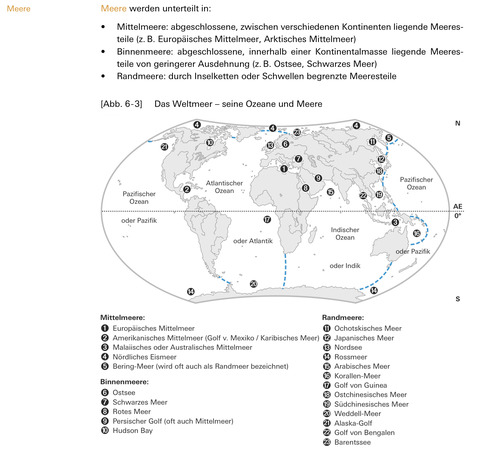 Meere
Meere werden unterteilt in:
• Mittelmeere: abgeschlossene, zwischen verschiedenen Kontinenten liegende Meeres-
teile (z. B. Europäisches Mittelmeer, Arktisches Mittelmeer)
• Binnenmeere: abgeschlossene, innerhalb einer Kontinentalmasse liegende Meeres-
teile von geringerer Ausdehnung (z. B. Ostsee, Schwarzes Meer)
• Randmeere: durch Inselketten oder Schwellen begrenzte Meeresteile
[Abb. 6-3] Das Weltmeer – seine Ozeane und Meere
N
4
4
4
23
5
21
10
13
6
11
12
7
1
18
9
Atlantischer
Ozean
Pazifischer
Ozean
Pazifischer
Ozean
2
8
15
22
19
AE
0°
oder Pazifik
17
3
16
Indischer
Ozean
oder Atlantik
oder Pazifik
oder Indik
14
20
14
S
Mittelmeere:
1 Europäisches Mittelmeer
2 Amerikanisches Mittelmeer (Golf v. Mexiko / Karibisches Meer)
3 Malaiisches oder Australisches Mittelmeer
4 Nördliches Eismeer
5 Bering-Meer (wird oft auch als Randmeer bezeichnet)
Binnenmeere:
6 Ostsee
7 Schwarzes Meer
8 Rotes Meer
9 Persischer Golf (oft auch Mittelmeer)
10 Hudson Bay
Randmeere:
11 Ochotskisches Meer
12 Japanisches Meer
13 Nordsee
14 Rossmeer
15 Arabisches Meer
16 Korallen-Meer
17 Golf von Guinea
18 Ostchinesisches Meer
19 Südchinesisches Meer
20 Weddell-Meer
21 Alaska-Golf
22 Golf von Bengalen
23 Barentssee